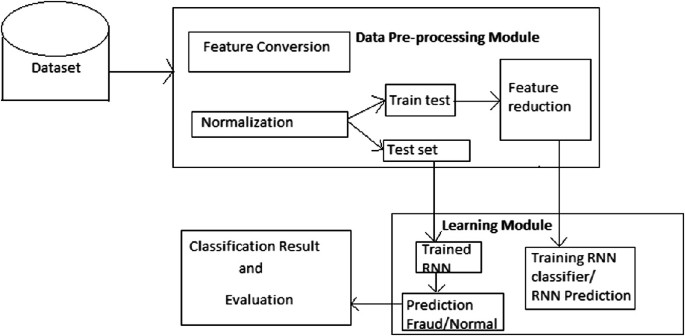 Dataset
Data Pre-processing Module
Feature Conversion
Normalization
Train test
Test set
Feature
reduction
Learning Module
Trained
RNN
Training RNN
classifier/
RNN Prediction
Prediction
Fraud/Normal
Classification Result
and
Evaluation